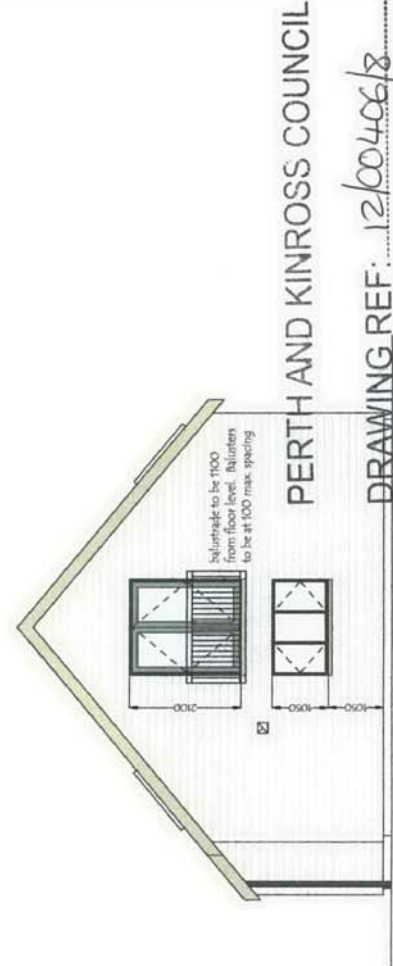 PERTH AND KINROSS COUNCIL
DRAWING REF: 12/00406/8
balustrade to be 1100
from floor level. Balusters
to be at 100 max. spacing
2100
1050
1050